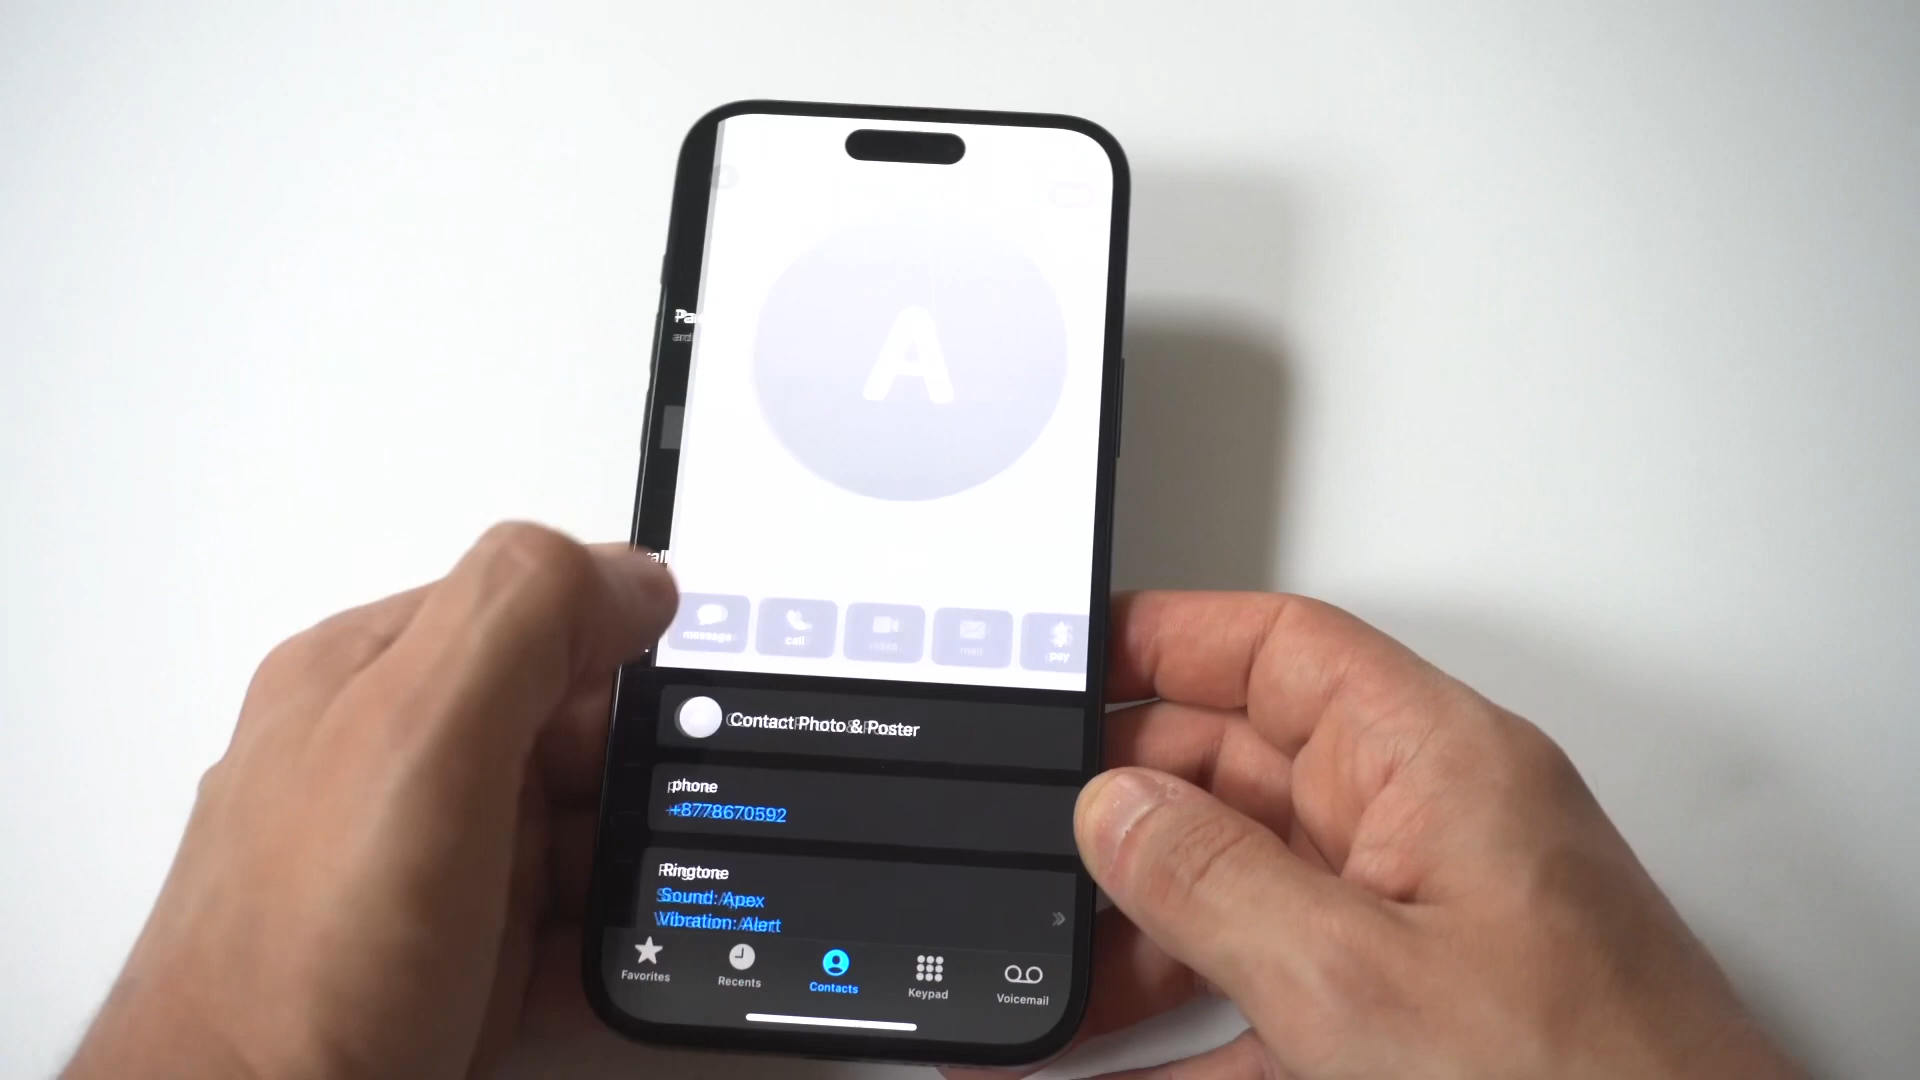 A
message
call
mail
pay
Contact Photo & Poster
phone
+8778670592
Ringtone
Sound: Apex
Vibration: Alert
Favorites
Recents
Contacts
Keypad
Voicemail